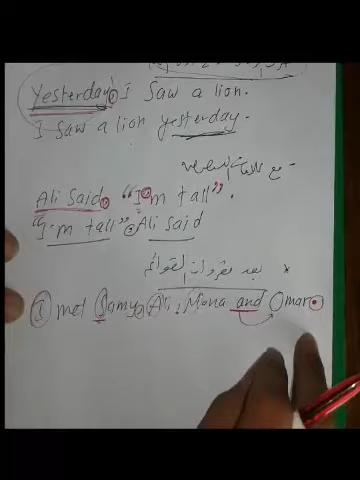 Yesterday, I saw a lion.
I saw a lion yesterday.
- مع علامات التنصيص
Ali said, "I'm tall".
"I'm tall", Ali said
* بعد مفردات القوائم
I met Samy, Ali, Mona and Omar.